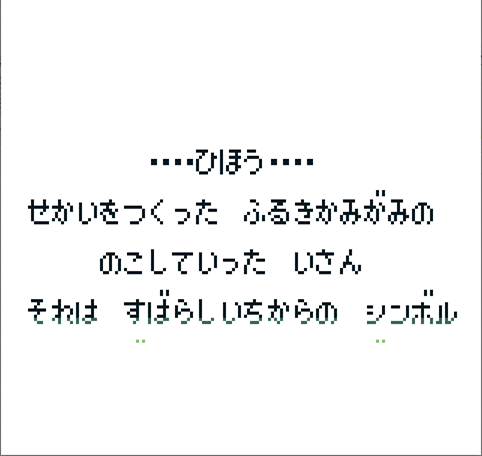 ････ひほう････
せかいをつくった　ふるきかみがみの
のこしていった　いさん
それは　すばらしいちからの　シンボル